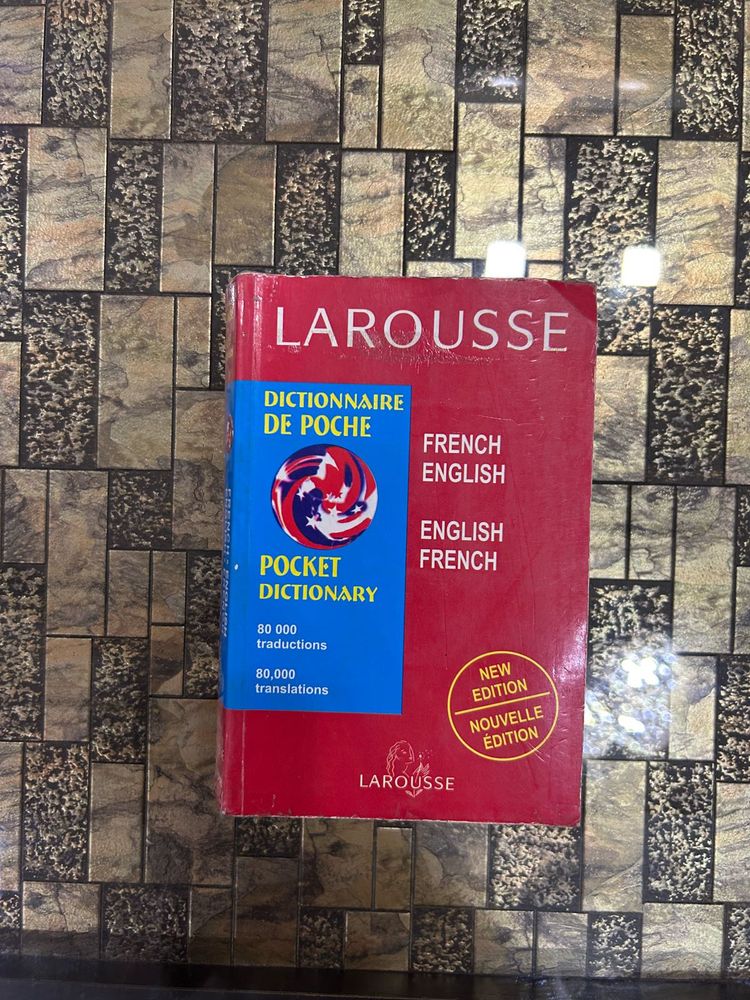 LAROUSSE
DICTIONNAIRE
DE POCHE
POCKET
DICTIONARY
80 000
traductions
80,000
translations
FRENCH
ENGLISH
ENGLISH
FRENCH
NEW
EDITION
NOUVELLE
ÉDITION
LAROUSSE